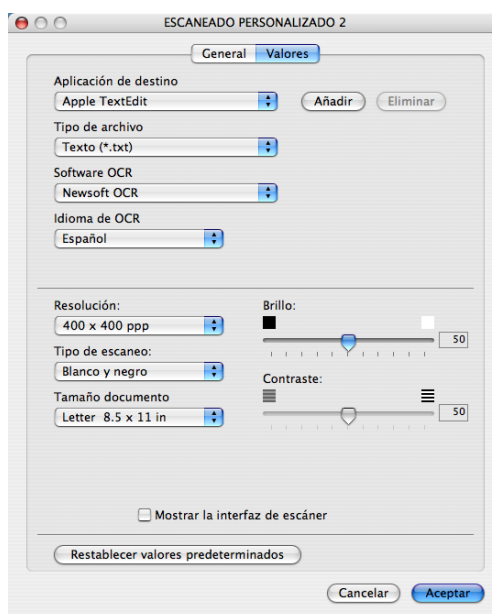 ESCANEADO PERSONALIZADO 2
General Valores
Aplicación de destino
Apple TextEdit Añadir Eliminar
Tipo de archivo
Texto (*.txt)
Software OCR
Newsoft OCR
Idioma de OCR
Español
Resolución: Brillo:
400 x 400 ppp 50
Tipo de escaneo:
Blanco y negro Contraste:
Tamaño documento
Letter 8.5 x 11 in 50
Mostrar la interfaz de escáner
Restablecer valores predeterminados
Cancelar Aceptar